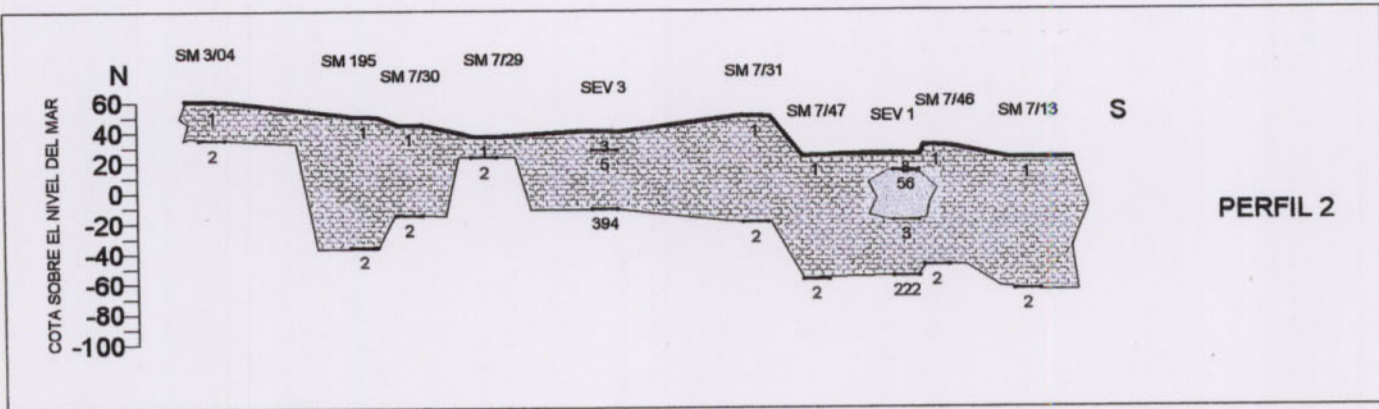 SM 3/04
SM 195
SM 7/30
SM 7/29
SEV 3
SM 7/31
SM 7/47
SEV 1
SM 7/46
SM 7/13
N
S
COTA SOBRE EL NIVEL DEL MAR
60
40
20
0
-20
-40
-60
-80
-100
1
1
1
1
3
1
1
8
1
1
2
2
2
2
5
394
2
2
56
3
222
2
2
PERFIL 2